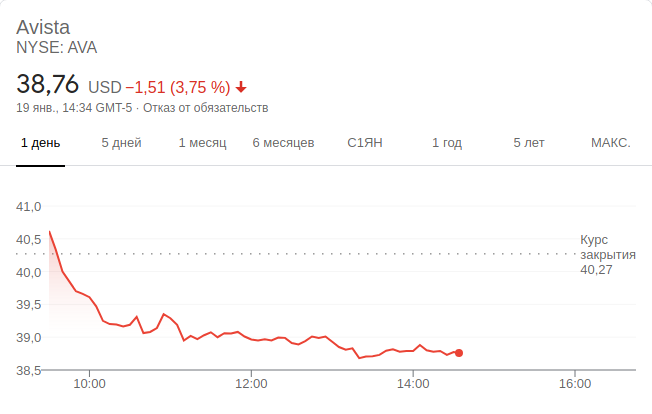 Avista
NYSE: AVA
38,76 USD −1,51 (3,75 %)
19 янв., 14:34 GMT-5 · Отказ от обязательств
1 день 5 дней 1 месяц 6 месяцев С1ЯН 1 год 5 лет МАКС.
41,0
40,5
40,0
39,5
39,0
38,5
Курс
закрытия
40,27
10:00 12:00 14:00 16:00